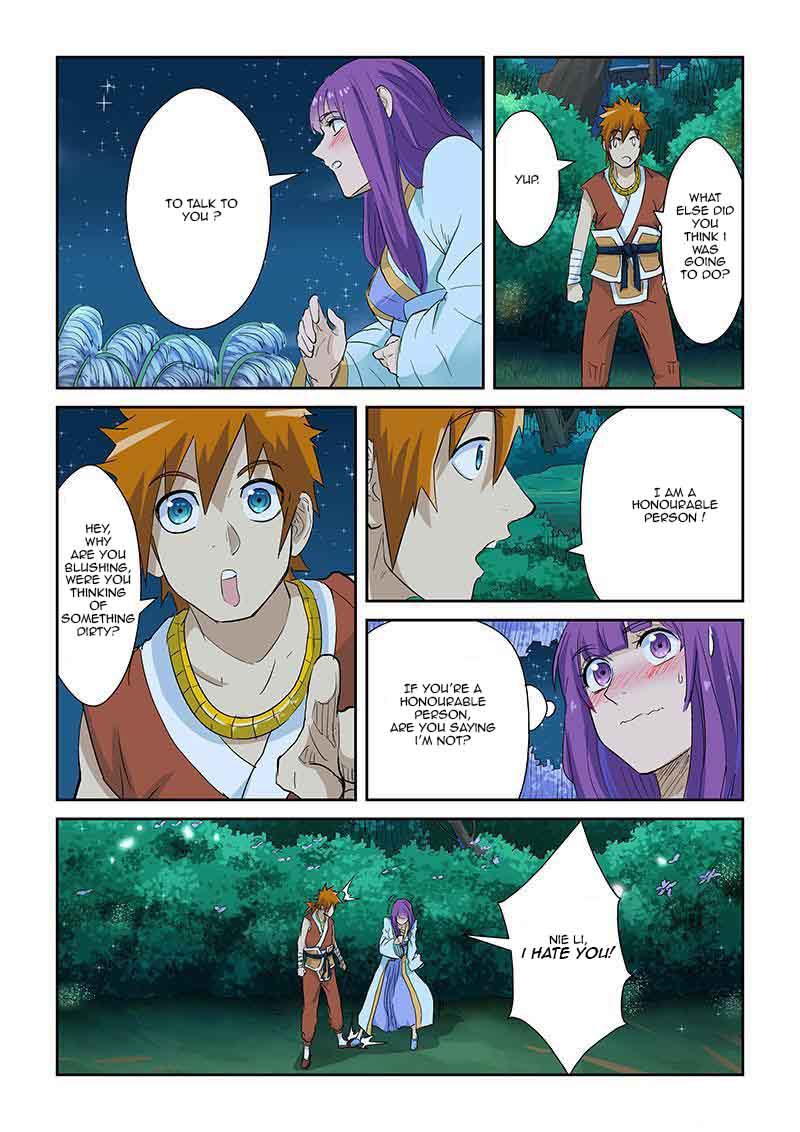 TO TALK TO
YOU ?
YUP.
WHAT
ELSE DID
YOU
THINK I
WAS
GOING
TO DO?
HEY,
WHY
ARE YOU
BLUSHING,
WERE YOU
THINKING
OF
SOMETHING
DIRTY?
I AM A
HONOURABLE
PERSON !
IF YOU'RE A
HONOURABLE
PERSON,
ARE YOU SAYING
I'M NOT?
NIE LI,
I HATE YOU!